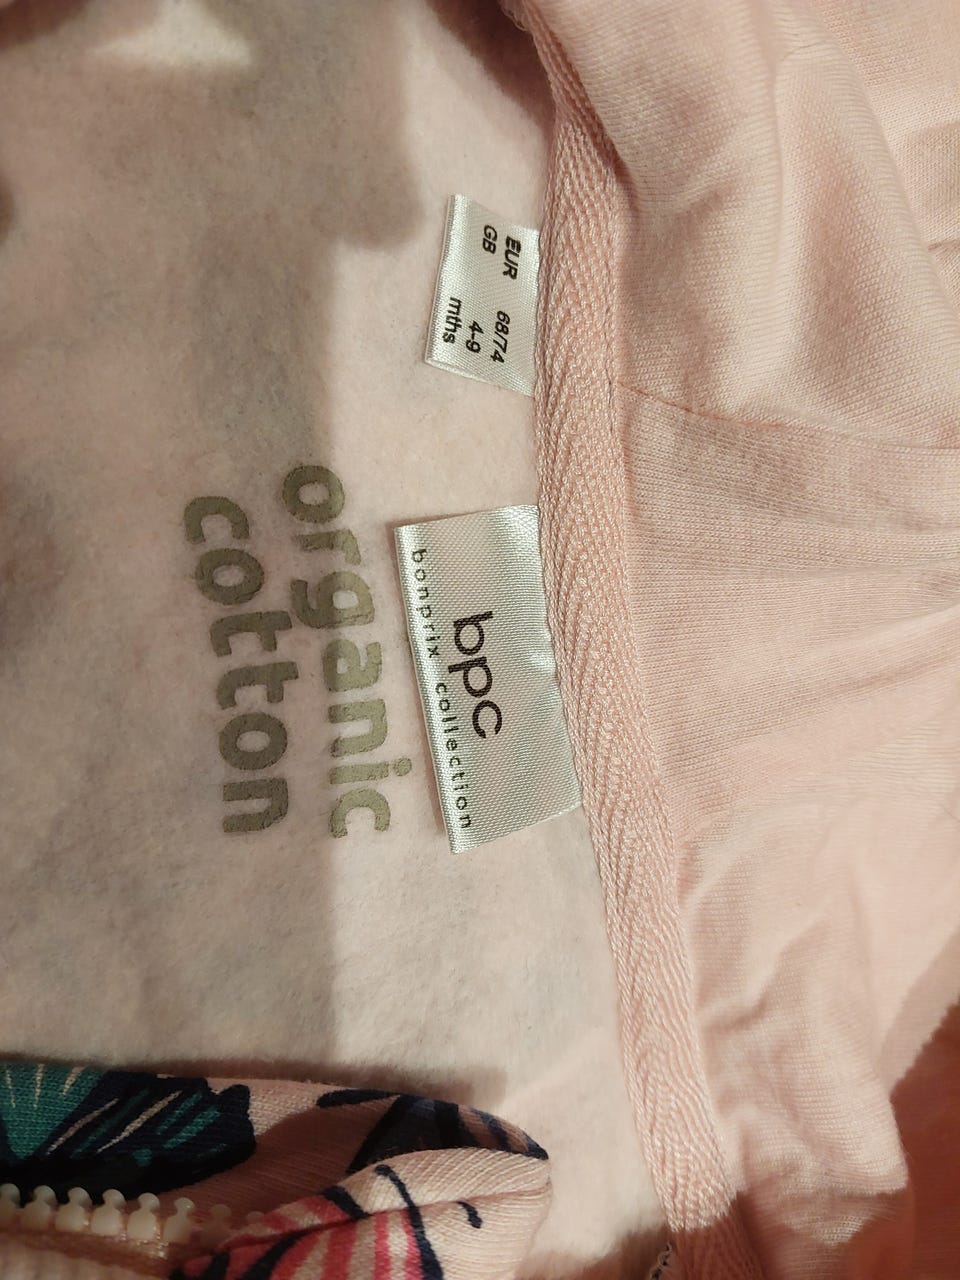 EUR 68/74
GB 4-9
mths
bpc
bonprix collection
organic
cotton